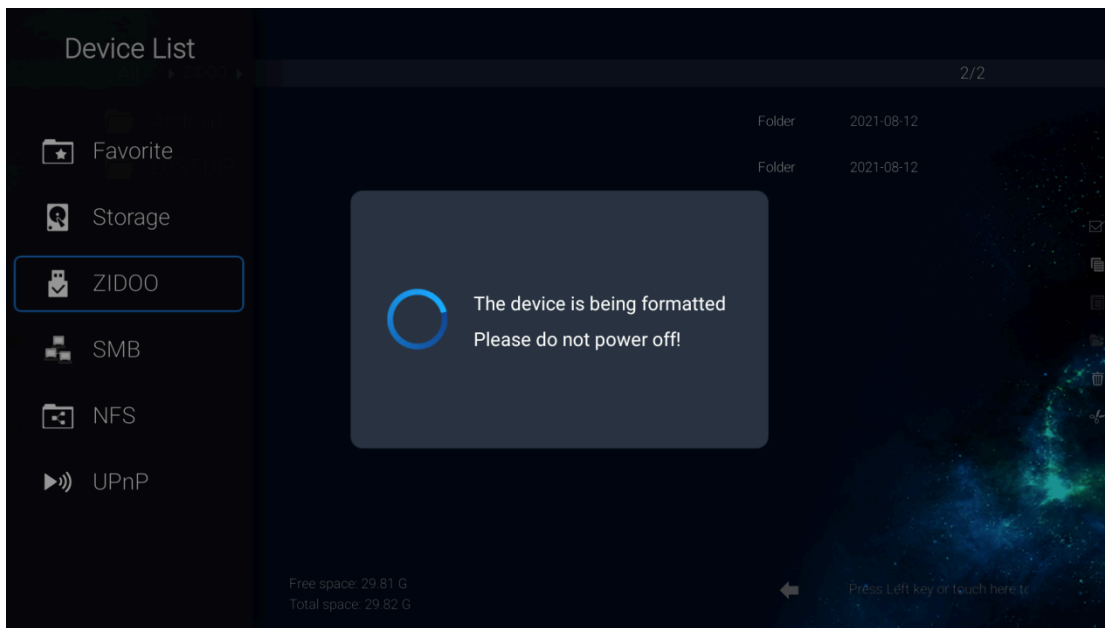 Device List
2/2
Folder 2021-08-12
Favorite
Folder 2021-08-12
Storage
ZIDOO
The device is being formatted
Please do not power off!
SMB
NFS
UPnP
Free space: 29.81 G
Total space: 29.82 G
Press Left key or touch here to